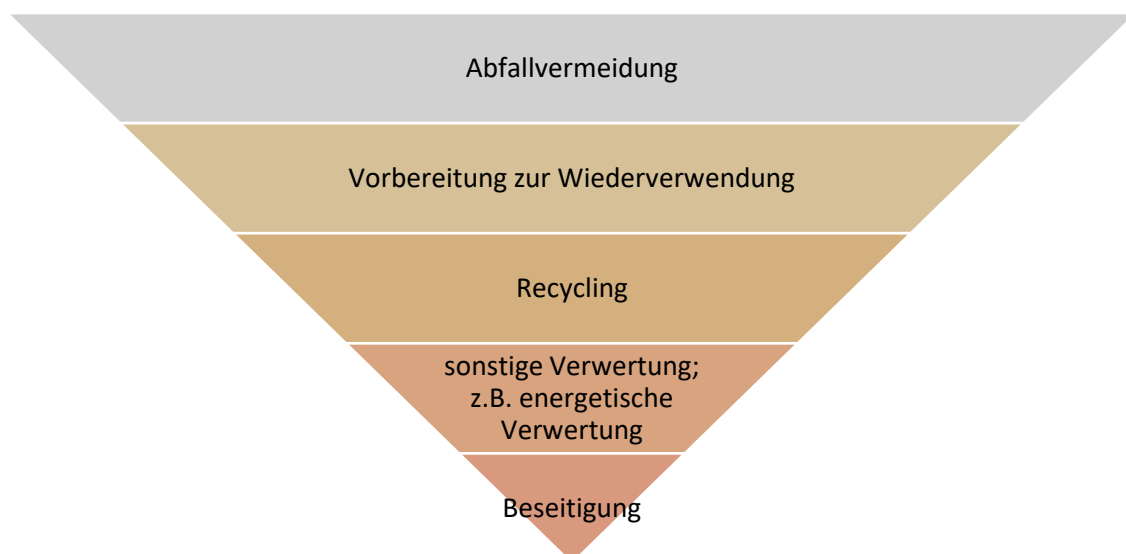 Abfallvermeidung
Vorbereitung zur Wiederverwendung
Recycling
sonstige Verwertung;
z.B. energetische
Verwertung
Beseitigung